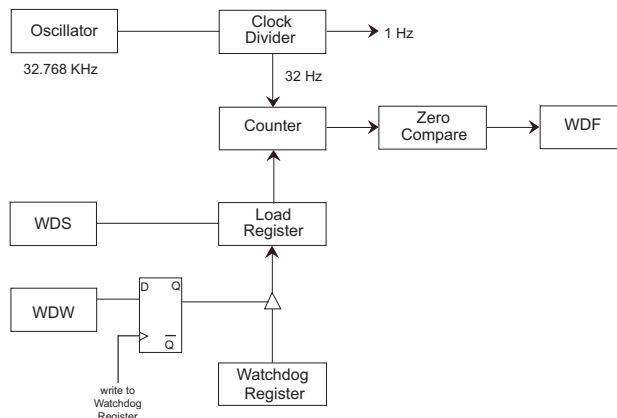 Oscillator
Clock
Divider
1 Hz
32.768 KHz
32 Hz
Counter
Zero
Compare
WDF
WDS
Load
Register
D Q
WDW
Q
Watchdog
Register
write to
Watchdog
Register